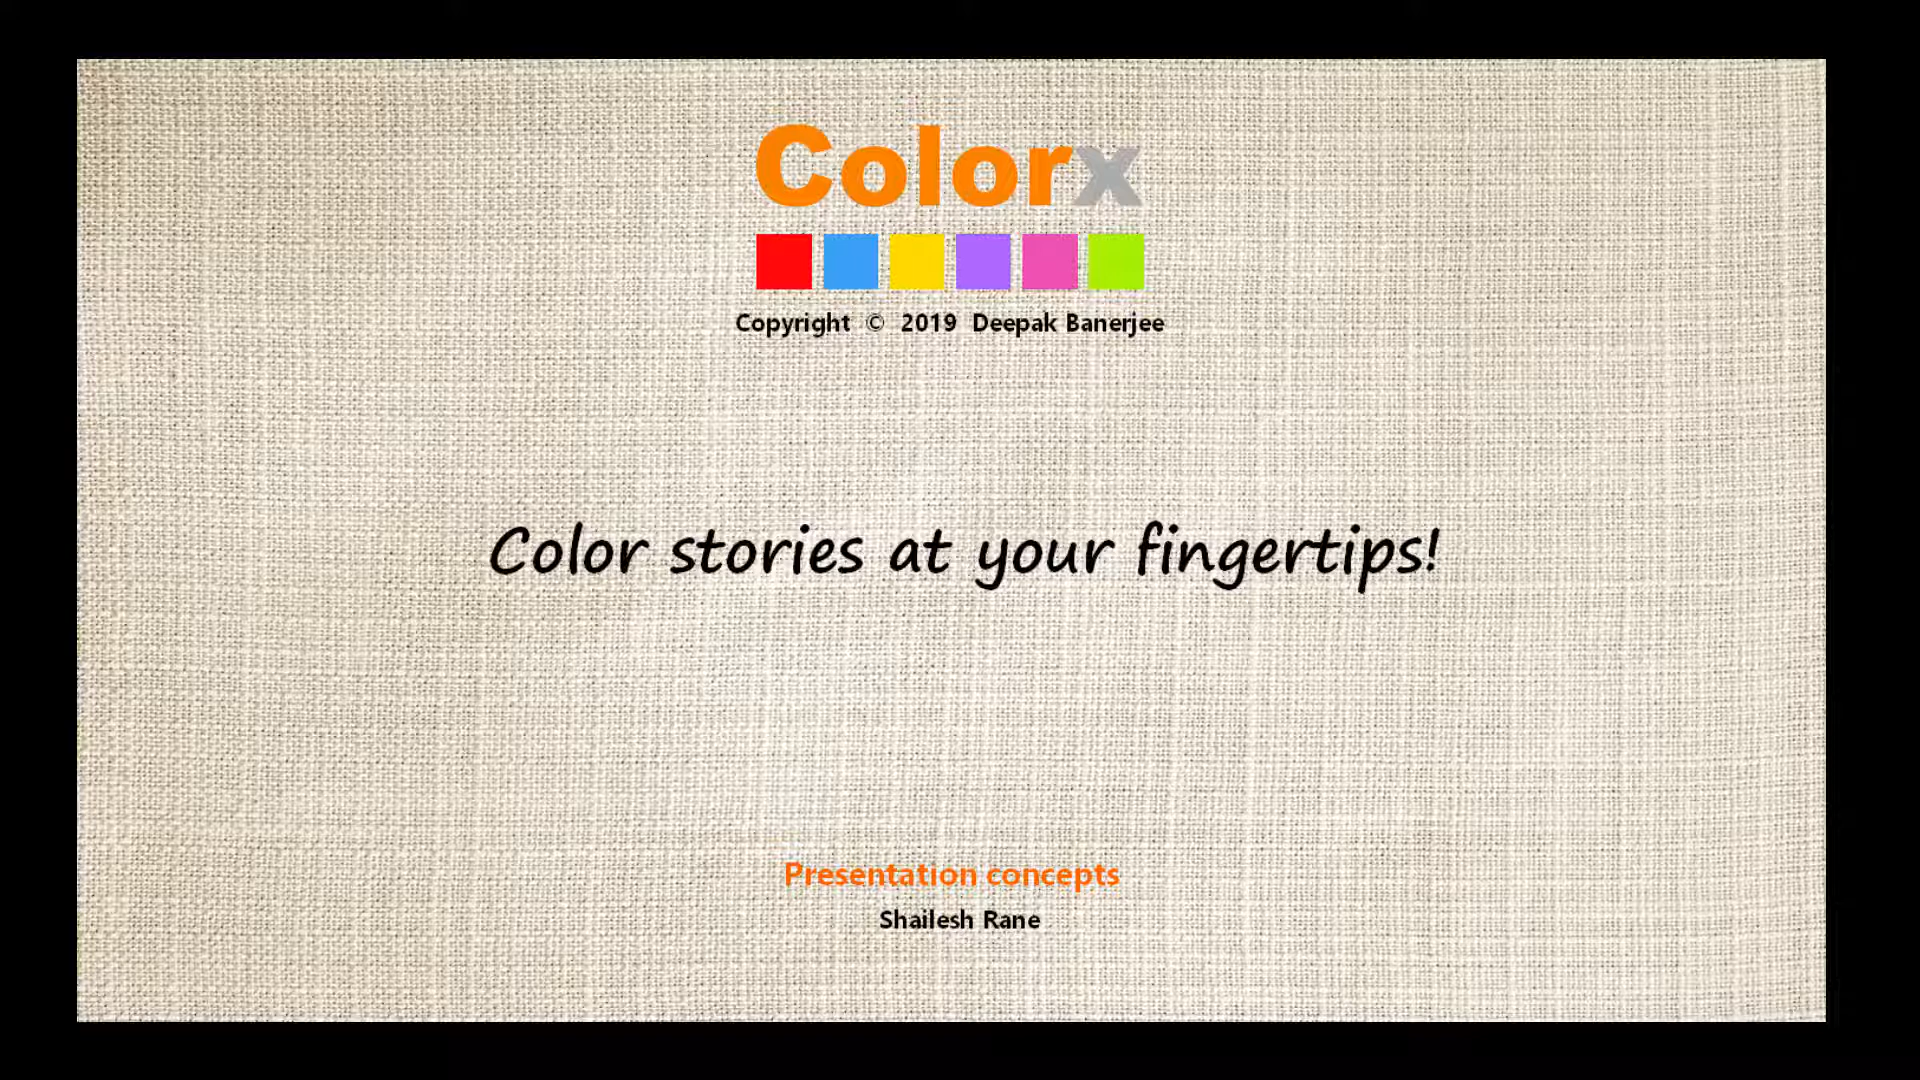 Colorx
Copyright © 2019 Deepak Banerjee
Color stories at your fingertips!
Presentation concepts
Shailesh Rane